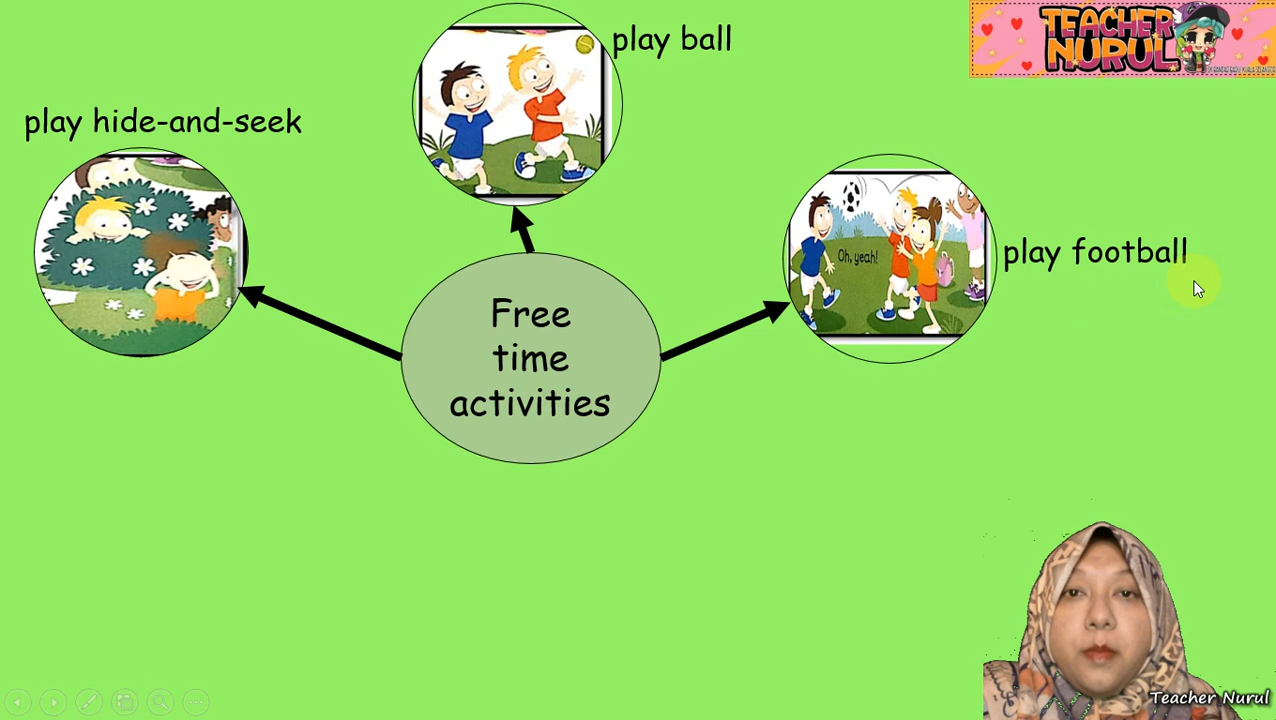 play ball
TEACHER
NURUL
play hide-and-seek
Oh, yeah!
play football
Free
time
activities
Teacher Nurul